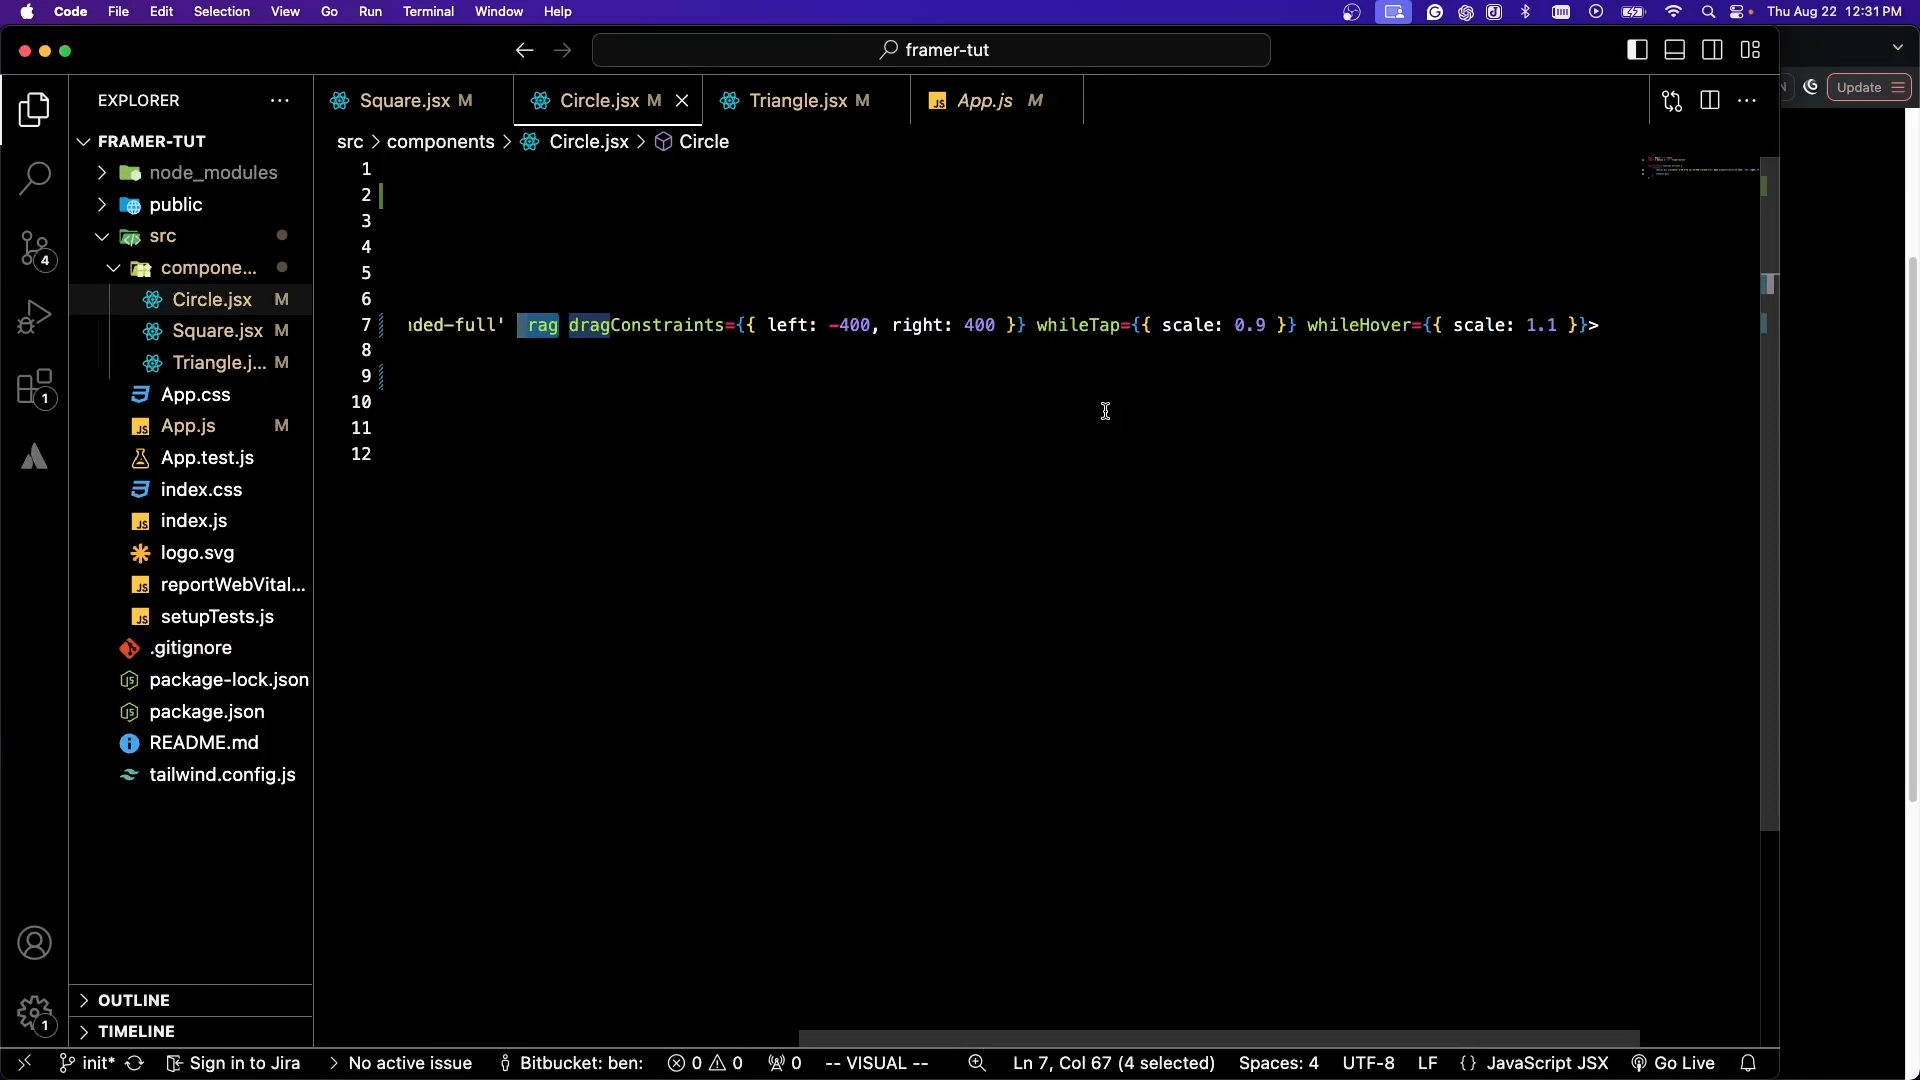 Code File Edit Selection View Go Run Terminal Window Help Thu Aug 22 12:31 PM
framer-tut
EXPLORER
Square.jsx M Circle.jsx M Triangle.jsx M App.js M
Update
src > components > Circle.jsx > Circle
FRAMER-TUT
node_modules
public
src
compone...
Circle.jsx M
Square.jsx M
Triangle.j... M
App.css
App.js M
App.test.js
index.css
index.js
logo.svg
reportWebVital...
setupTests.js
.gitignore
package-lock.json
package.json
README.md
tailwind.config.js
OUTLINE
TIMELINE
4
1
1
1
2
3
4
5
6
7 nded-full' rag dragConstraints={{ left: -400, right: 400 }} whileTap={{ scale: 0.9 }} whileHover={{ scale: 1.1 }}>
8
9
10
11
12
init* Sign in to Jira > No active issue Bitbucket: ben: 0 0 0 -- VISUAL -- Ln 7, Col 67 (4 selected) Spaces: 4 UTF-8 LF {} JavaScript JSX Go Live